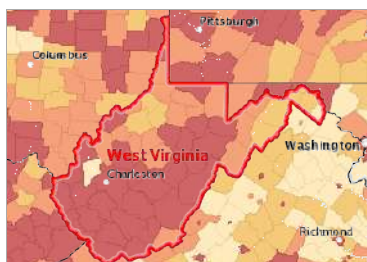 Pittsburgh
Columbus
West Virginia
Charleston
Washington
Richmond